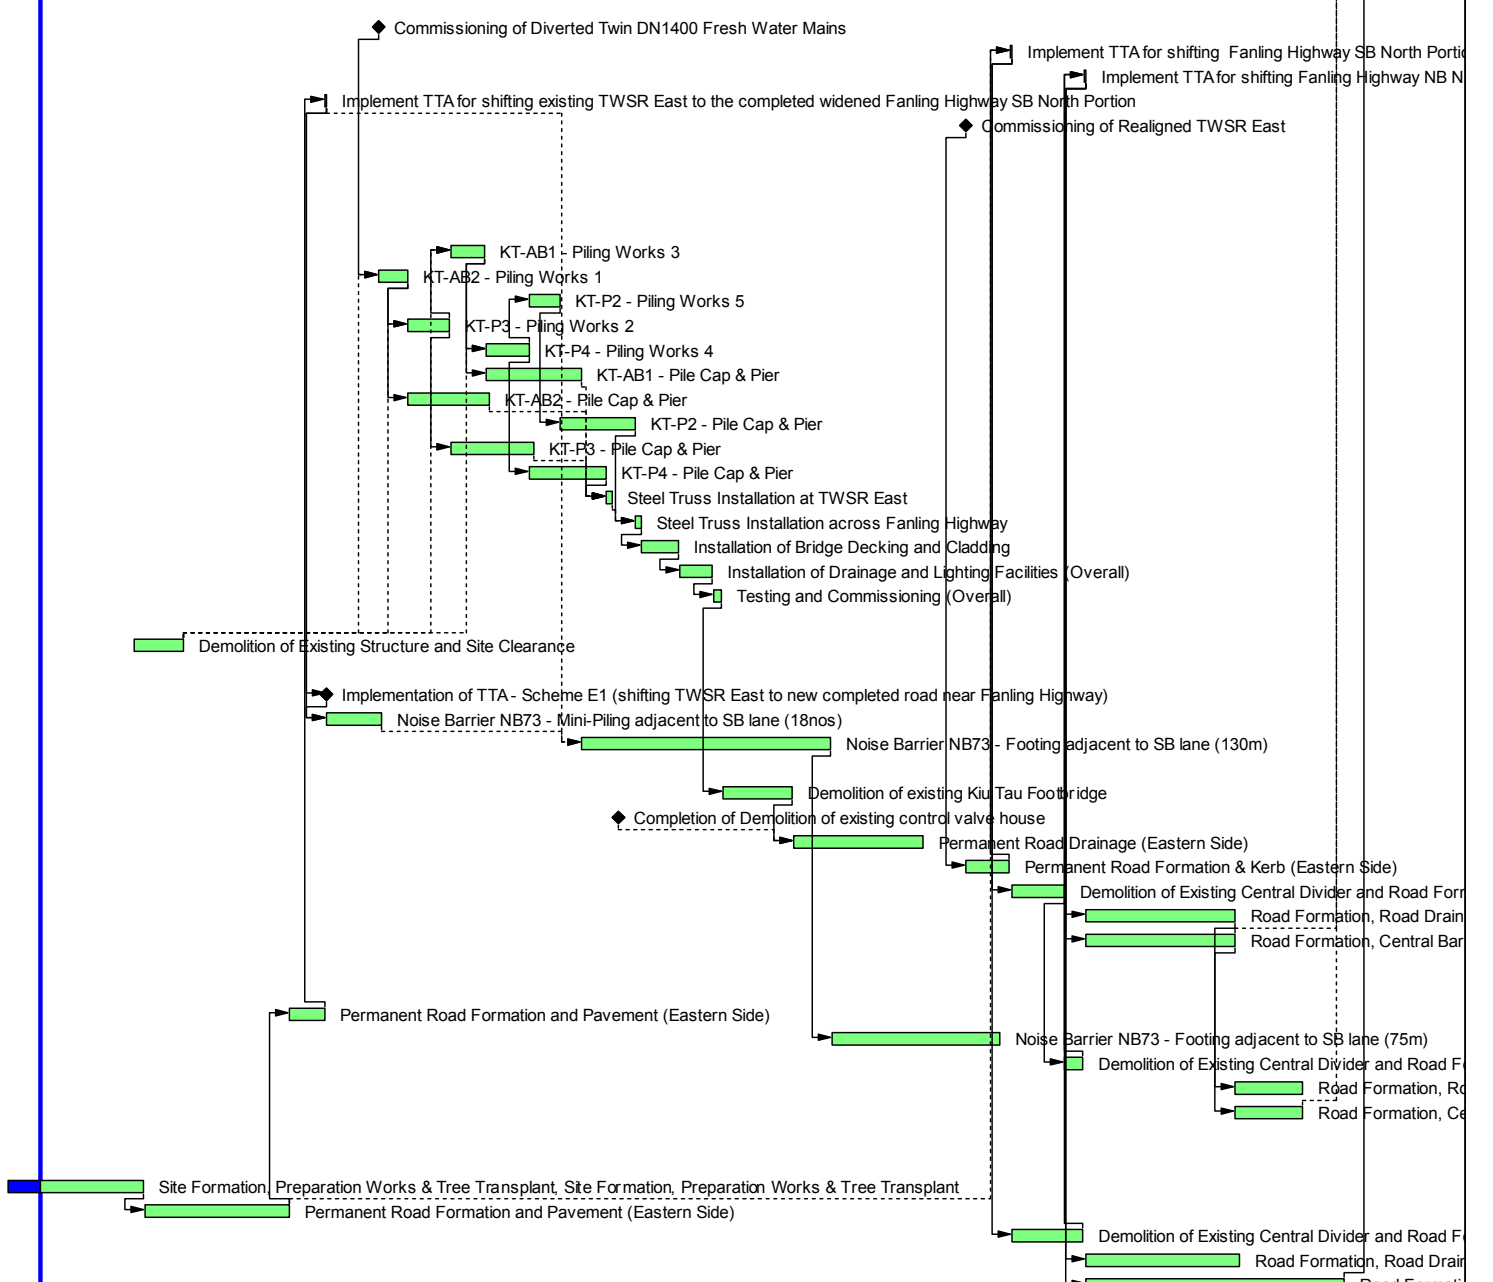 Commissioning of Diverted Twin DN1400 Fresh Water Mains
Implement TTA for shifting Fanling Highway SB North Portio
Implement TTA for shifting Fanling Highway NB N
Implement TTA for shifting existing TWSR East to the completed widened Fanling Highway SB North Portion
Commissioning of Realigned TWSR East
KT-AB1 - Piling Works 3
KT-AB2 - Piling Works 1
KT-P2 - Piling Works 5
KT-P3 - Piling Works 2
KT-P4 - Piling Works 4
KT-AB1 - Pile Cap & Pier
KT-AB2 - Pile Cap & Pier
KT-P2 - Pile Cap & Pier
KT-P3 - Pile Cap & Pier
KT-P4 - Pile Cap & Pier
Steel Truss Installation at TWSR East
Steel Truss Installation across Fanling Highway
Installation of Bridge Decking and Cladding
Installation of Drainage and Lighting Facilities (Overall)
Testing and Commissioning (Overall)
Demolition of Existing Structure and Site Clearance
Implementation of TTA - Scheme E1 (shifting TWSR East to new completed road near Fanling Highway)
Noise Barrier NB73 - Mini-Piling adjacent to SB lane (18nos)
Noise Barrier NB73 - Footing adjacent to SB lane (130m)
Demolition of existing Kiu Tau Footbridge
Completion of Demolition of existing control valve house
Permanent Road Drainage (Eastern Side)
Permanent Road Formation & Kerb (Eastern Side)
Demolition of Existing Central Divider and Road For
Road Formation, Road Drain
Road Formation, Central Bar
Permanent Road Formation and Pavement (Eastern Side)
Noise Barrier NB73 - Footing adjacent to SB lane (75m)
Demolition of Existing Central Divider and Road F
Road Formation, Ro
Road Formation, Ce
Site Formation, Preparation Works & Tree Transplant, Site Formation, Preparation Works & Tree Transplant
Permanent Road Formation and Pavement (Eastern Side)
Demolition of Existing Central Divider and Road F
Road Formation, Road Drai